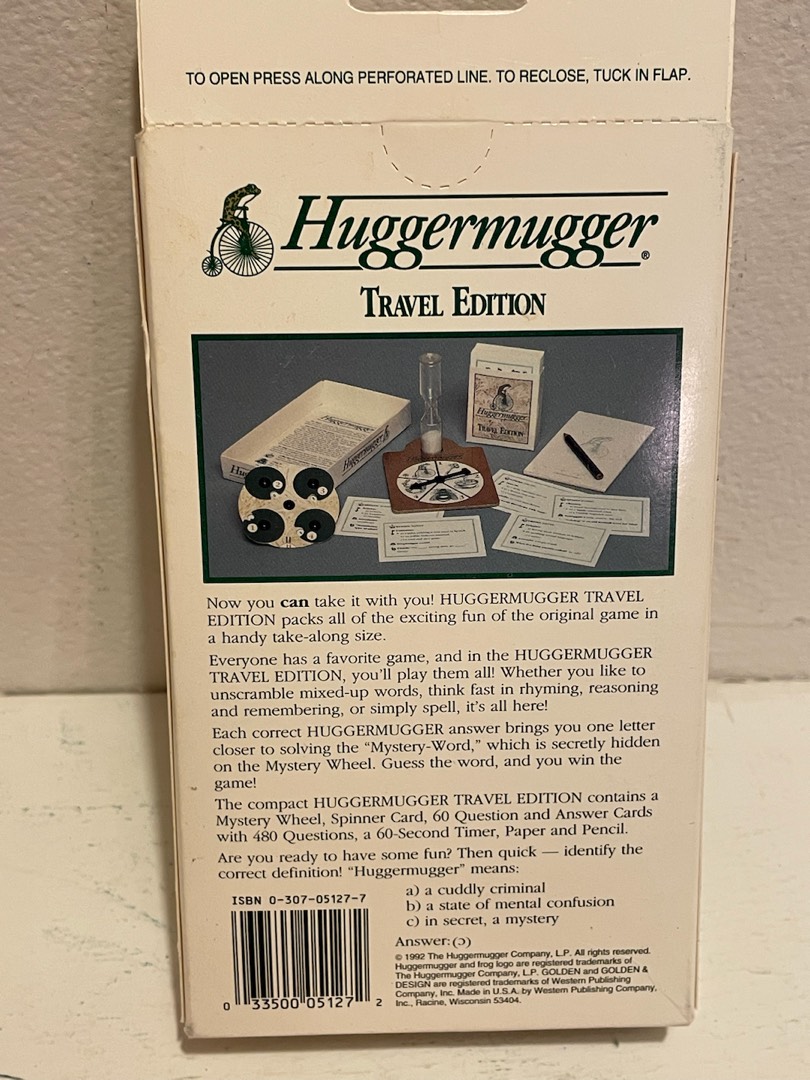 TO OPEN PRESS ALONG PERFORATED LINE. TO RECLOSE, TUCK IN FLAP.
Huggermugger®
TRAVEL EDITION
Huggermugger
Huggermugger
TRAVEL EDITION
Now you can take it with you! HUGGERMUGGER TRAVEL
EDITION packs all of the exciting fun of the original game in
a handy take-along size.
Everyone has a favorite game, and in the HUGGERMUGGER
TRAVEL EDITION, you'll play them all! Whether you like to
unscramble mixed-up words, think fast in rhyming, reasoning
and remembering, or simply spell, it's all here!
Each correct HUGGERMUGGER answer brings you one letter
closer to solving the "Mystery-Word," which is secretly hidden
on the Mystery Wheel. Guess the word, and you win the
game!
The compact HUGGERMUGGER TRAVEL EDITION contains a
Mystery Wheel, Spinner Card, 60 Question and Answer Cards
with 480 Questions, a 60-Second Timer, Paper and Pencil.
Are you ready to have some fun? Then quick — identify the
correct definition! "Huggermugger" means:
a) a cuddly criminal
b) a state of mental confusion
c) in secret, a mystery
Answer: (c)
ISBN 0-307-05127-7
0 33500 05127 2
© 1992 The Huggermugger Company, L.P. All rights reserved.
Huggermugger and frog logo are registered trademarks of
The Huggermugger Company, L.P. GOLDEN and GOLDEN &
DESIGN are registered trademarks of Western Publishing
Company, Inc. Made in U.S.A. by Western Publishing Company,
Inc., Racine, Wisconsin 53404.